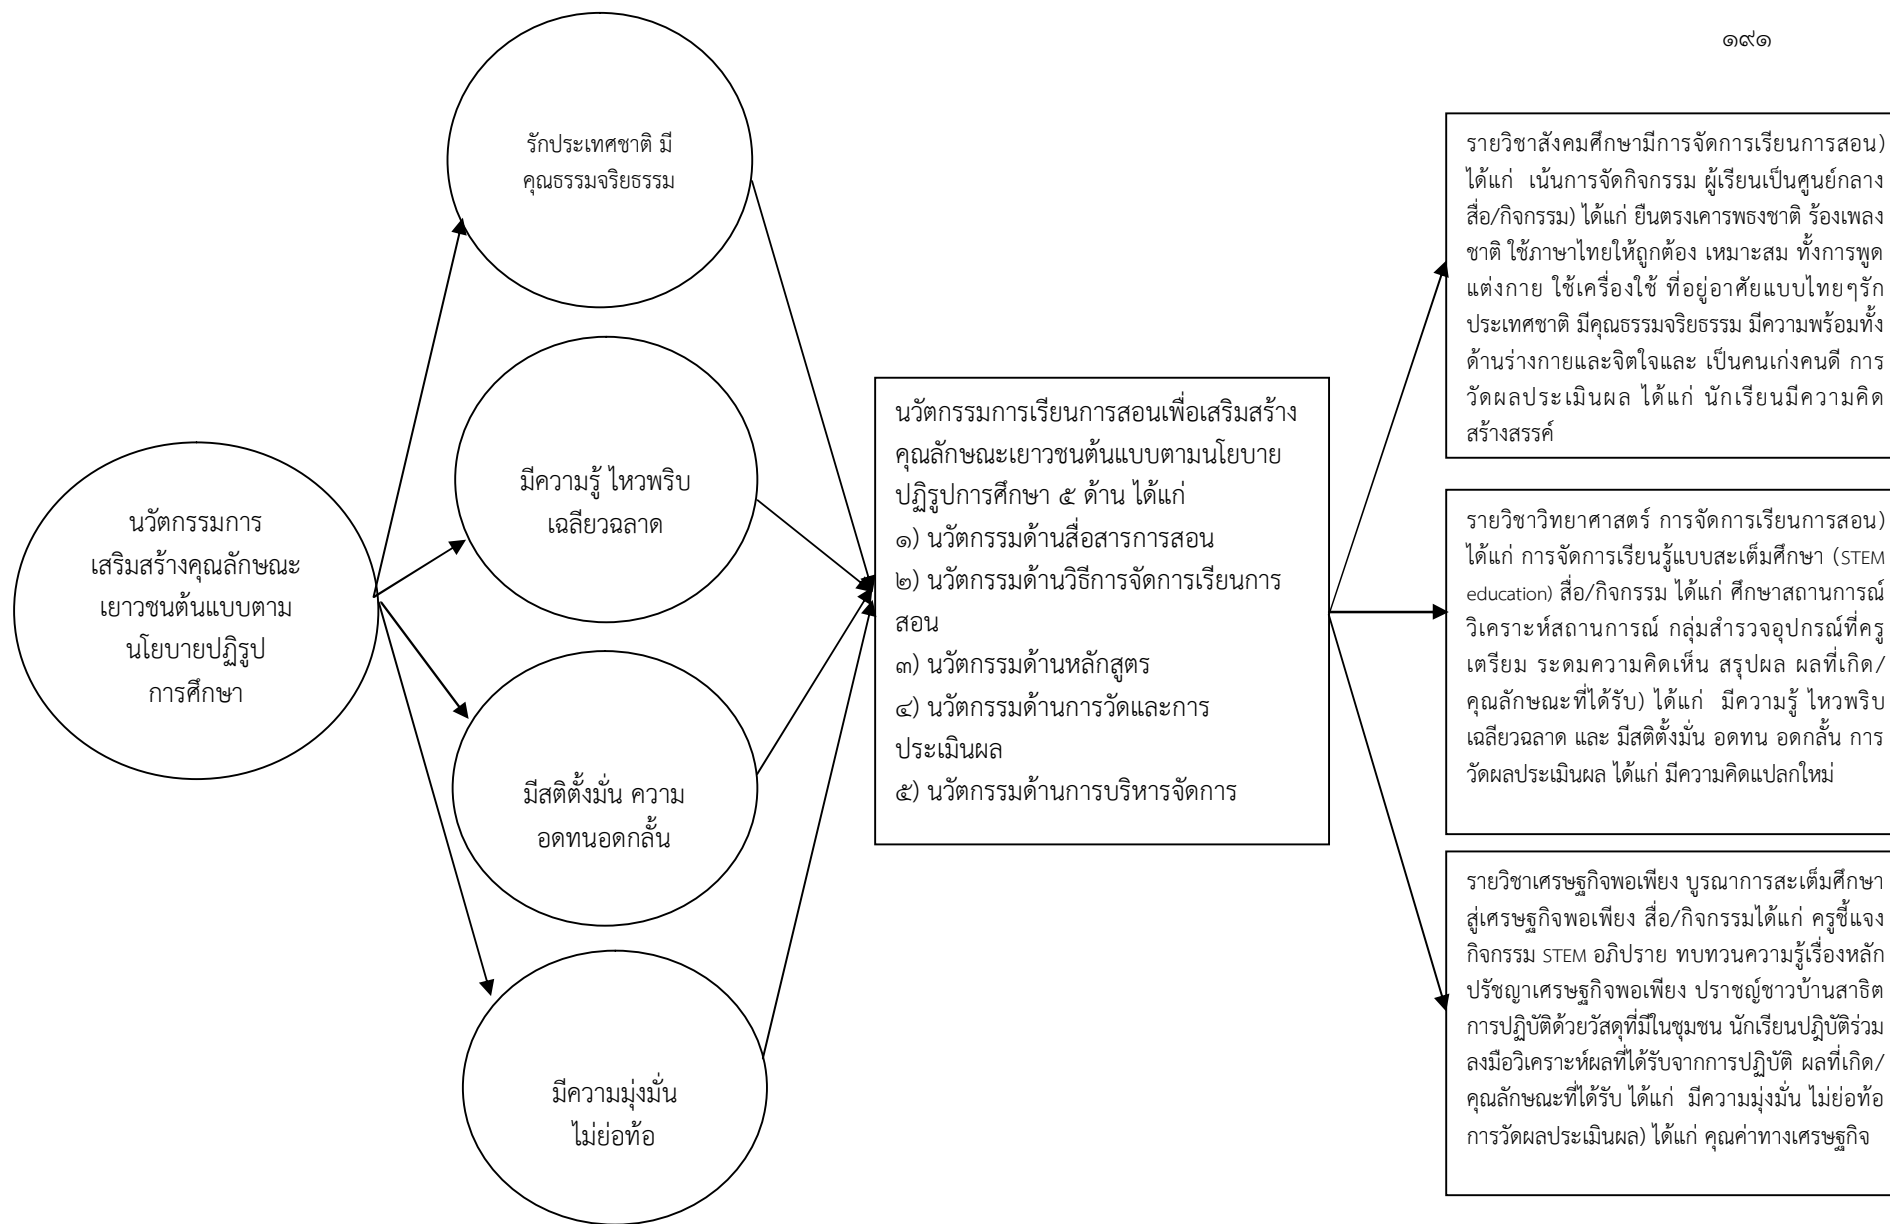 ๑๙๑
นวัตกรรมการ
เสริมสร้างคุณลักษณะ
เยาวชนต้นแบบตาม
นโยบายปฏิรูป
การศึกษา
รักประเทศชาติ มี
คุณธรรมจริยธรรม
มีความรู้ ไหวพริบ
เฉลียวฉลาด
มีสติตั้งมั่น ความ
อดทนอดกลั้น
มีความมุ่งมั่น
ไม่ย่อท้อ
นวัตกรรมการเรียนการสอนเพื่อเสริมสร้าง
คุณลักษณะเยาวชนต้นแบบตามนโยบาย
ปฏิรูปการศึกษา ๕ ด้าน ได้แก่
๑) นวัตกรรมด้านสื่อสารการสอน
๒) นวัตกรรมด้านวิธีการจัดการเรียนการ
สอน
๓) นวัตกรรมด้านหลักสูตร
๔) นวัตกรรมด้านการวัดและการ
ประเมินผล
๕) นวัตกรรมด้านการบริหารจัดการ
รายวิชาสังคมศึกษามีการจัดการเรียนการสอน)
ได้แก่ เน้นการจัดกิจกรรม ผู้เรียนเป็นศูนย์กลาง
สื่อ/กิจกรรม) ได้แก่ ยืนตรงเคารพธงชาติ ร้องเพลง
ชาติ ใช้ภาษาไทยให้ถูกต้อง เหมาะสม ทั้งการพูด
แต่งกาย ใช้เครื่องใช้ ที่อยู่อาศัยแบบไทยๆรัก
ประเทศชาติ มีคุณธรรมจริยธรรม มีความพร้อมทั้ง
ด้านร่างกายและจิตใจและ เป็นคนเก่งคนดี การ
วัดผลประเมินผล ได้แก่ นักเรียนมีความคิด
สร้างสรรค์
รายวิชาวิทยาศาสตร์ การจัดการเรียนการสอน)
ได้แก่ การจัดการเรียนรู้แบบสะเต็มศึกษา (STEM
education) สื่อ/กิจกรรม ได้แก่ ศึกษาสถานการณ์
วิเคราะห์สถานการณ์ กลุ่มสำรวจอุปกรณ์ที่ครู
เตรียม ระดมความคิดเห็น สรุปผล ผลที่เกิด/
คุณลักษณะที่ได้รับ) ได้แก่ มีความรู้ ไหวพริบ
เฉลียวฉลาด และ มีสติตั้งมั่น อดทน อดกลั้น การ
วัดผลประเมินผล ได้แก่ มีความคิดแปลกใหม่
รายวิชาเศรษฐกิจพอเพียง บูรณาการสะเต็มศึกษา
สู่เศรษฐกิจพอเพียง สื่อ/กิจกรรมได้แก่ ครูชี้แจง
กิจกรรม STEM อภิปราย ทบทวนความรู้เรื่องหลัก
ปรัชญาเศรษฐกิจพอเพียง ปราชญ์ชาวบ้านสาธิต
การปฏิบัติด้วยวัสดุที่มีในชุมชน นักเรียนปฎิบัติร่วม
ลงมือวิเคราะห์ผลที่ได้รับจากการปฏิบัติ ผลที่เกิด/
คุณลักษณะที่ได้รับ ได้แก่ มีความมุ่งมั่น ไม่ย่อท้อ
การวัดผลประเมินผล) ได้แก่ คุณค่าทางเศรษฐกิจ